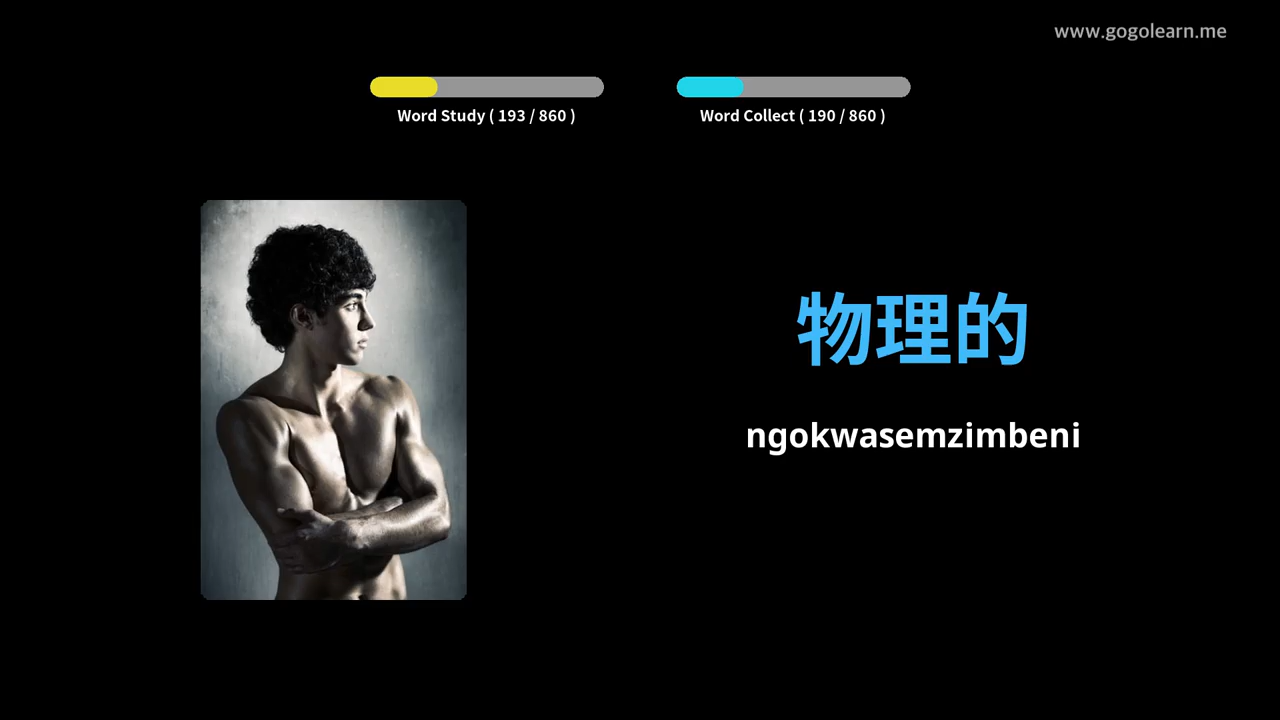 www.gogolearn.me
Word Study ( 193 / 860 )
Word Collect ( 190 / 860 )
物理的
ngokwasemzimbeni